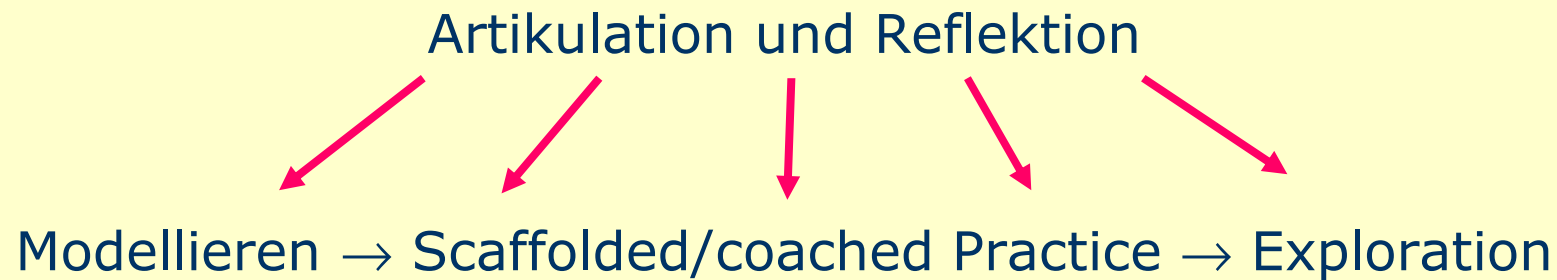 Artikulation und Reflektion
Modellieren → Scaffolded/coached Practice → Exploration